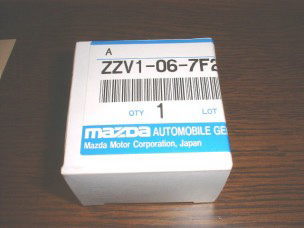 A
ZZV1-06-7F2
QTY 1 LOT
mazda AUTOMOBILE GE
Mazda Motor Corporation, Japan